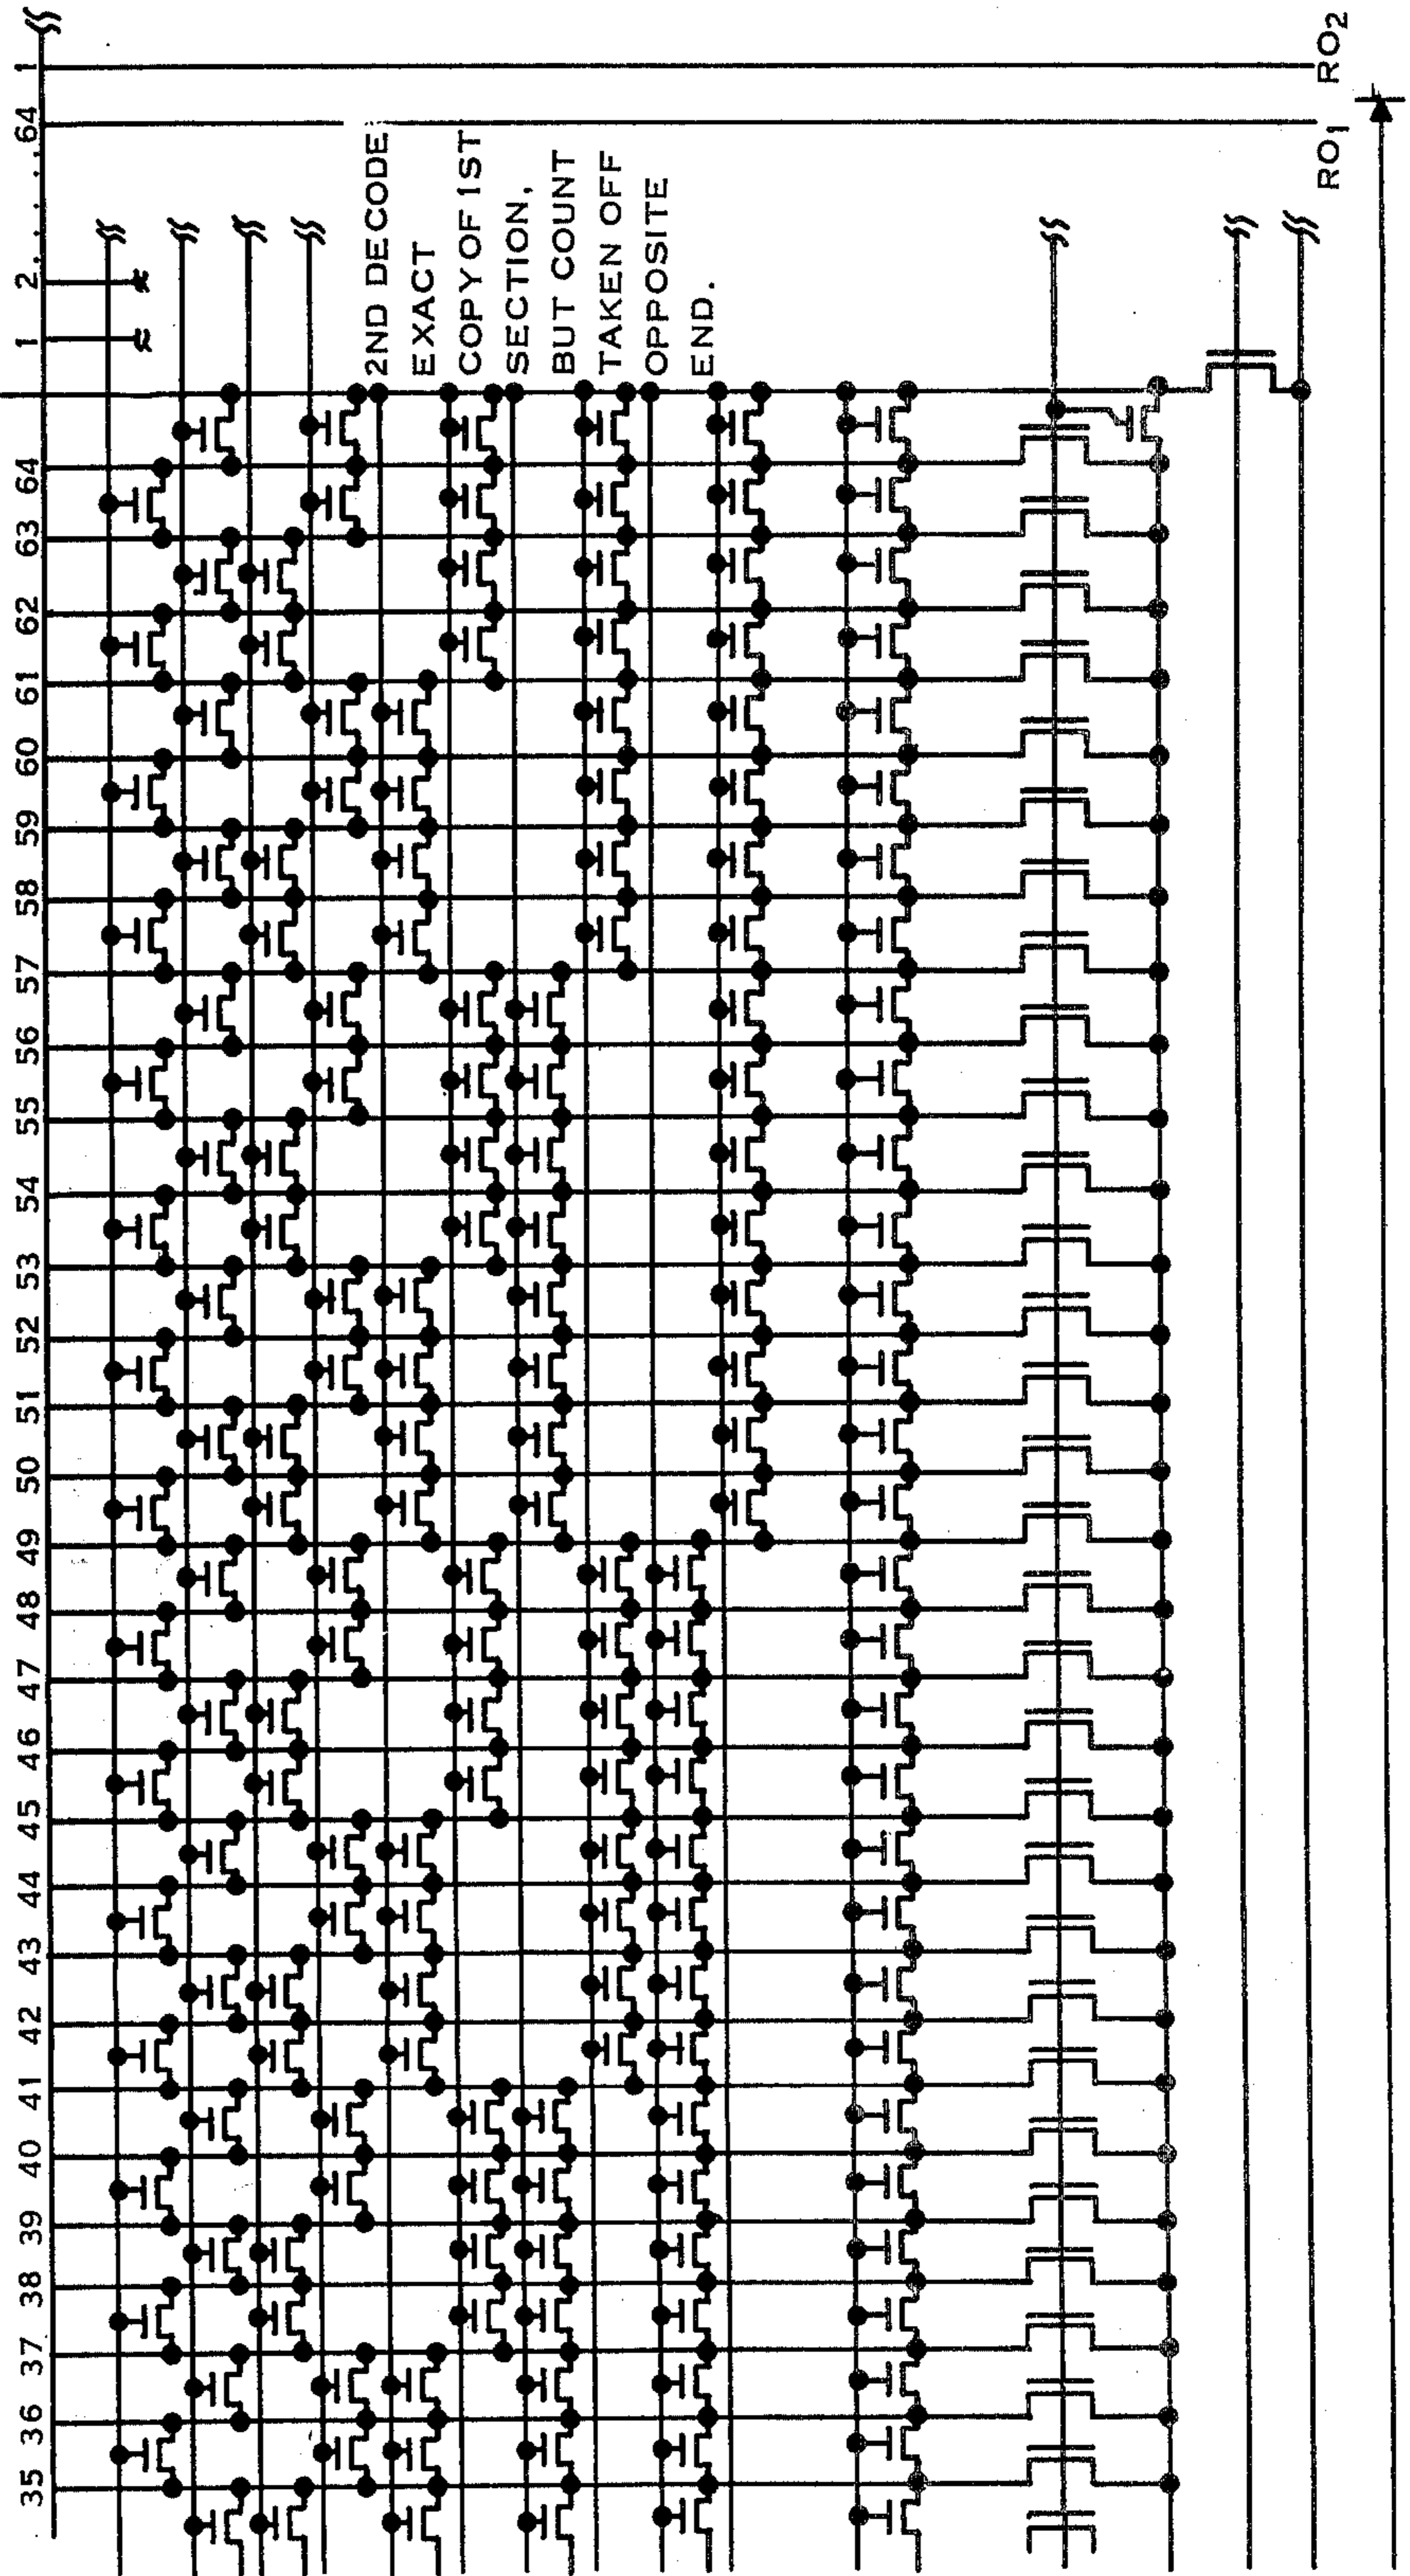 35 36 37 38 39 40 41 42 43 44 45 46 47 48 49 50 51 52 53 54 55 56 57 58 59 60 61 62 63 64 1 2......64 1
2ND DECODE
EXACT
COPY OF 1ST
SECTION,
BUT COUNT
TAKEN OFF
OPPOSITE
END.
RO1 RO2